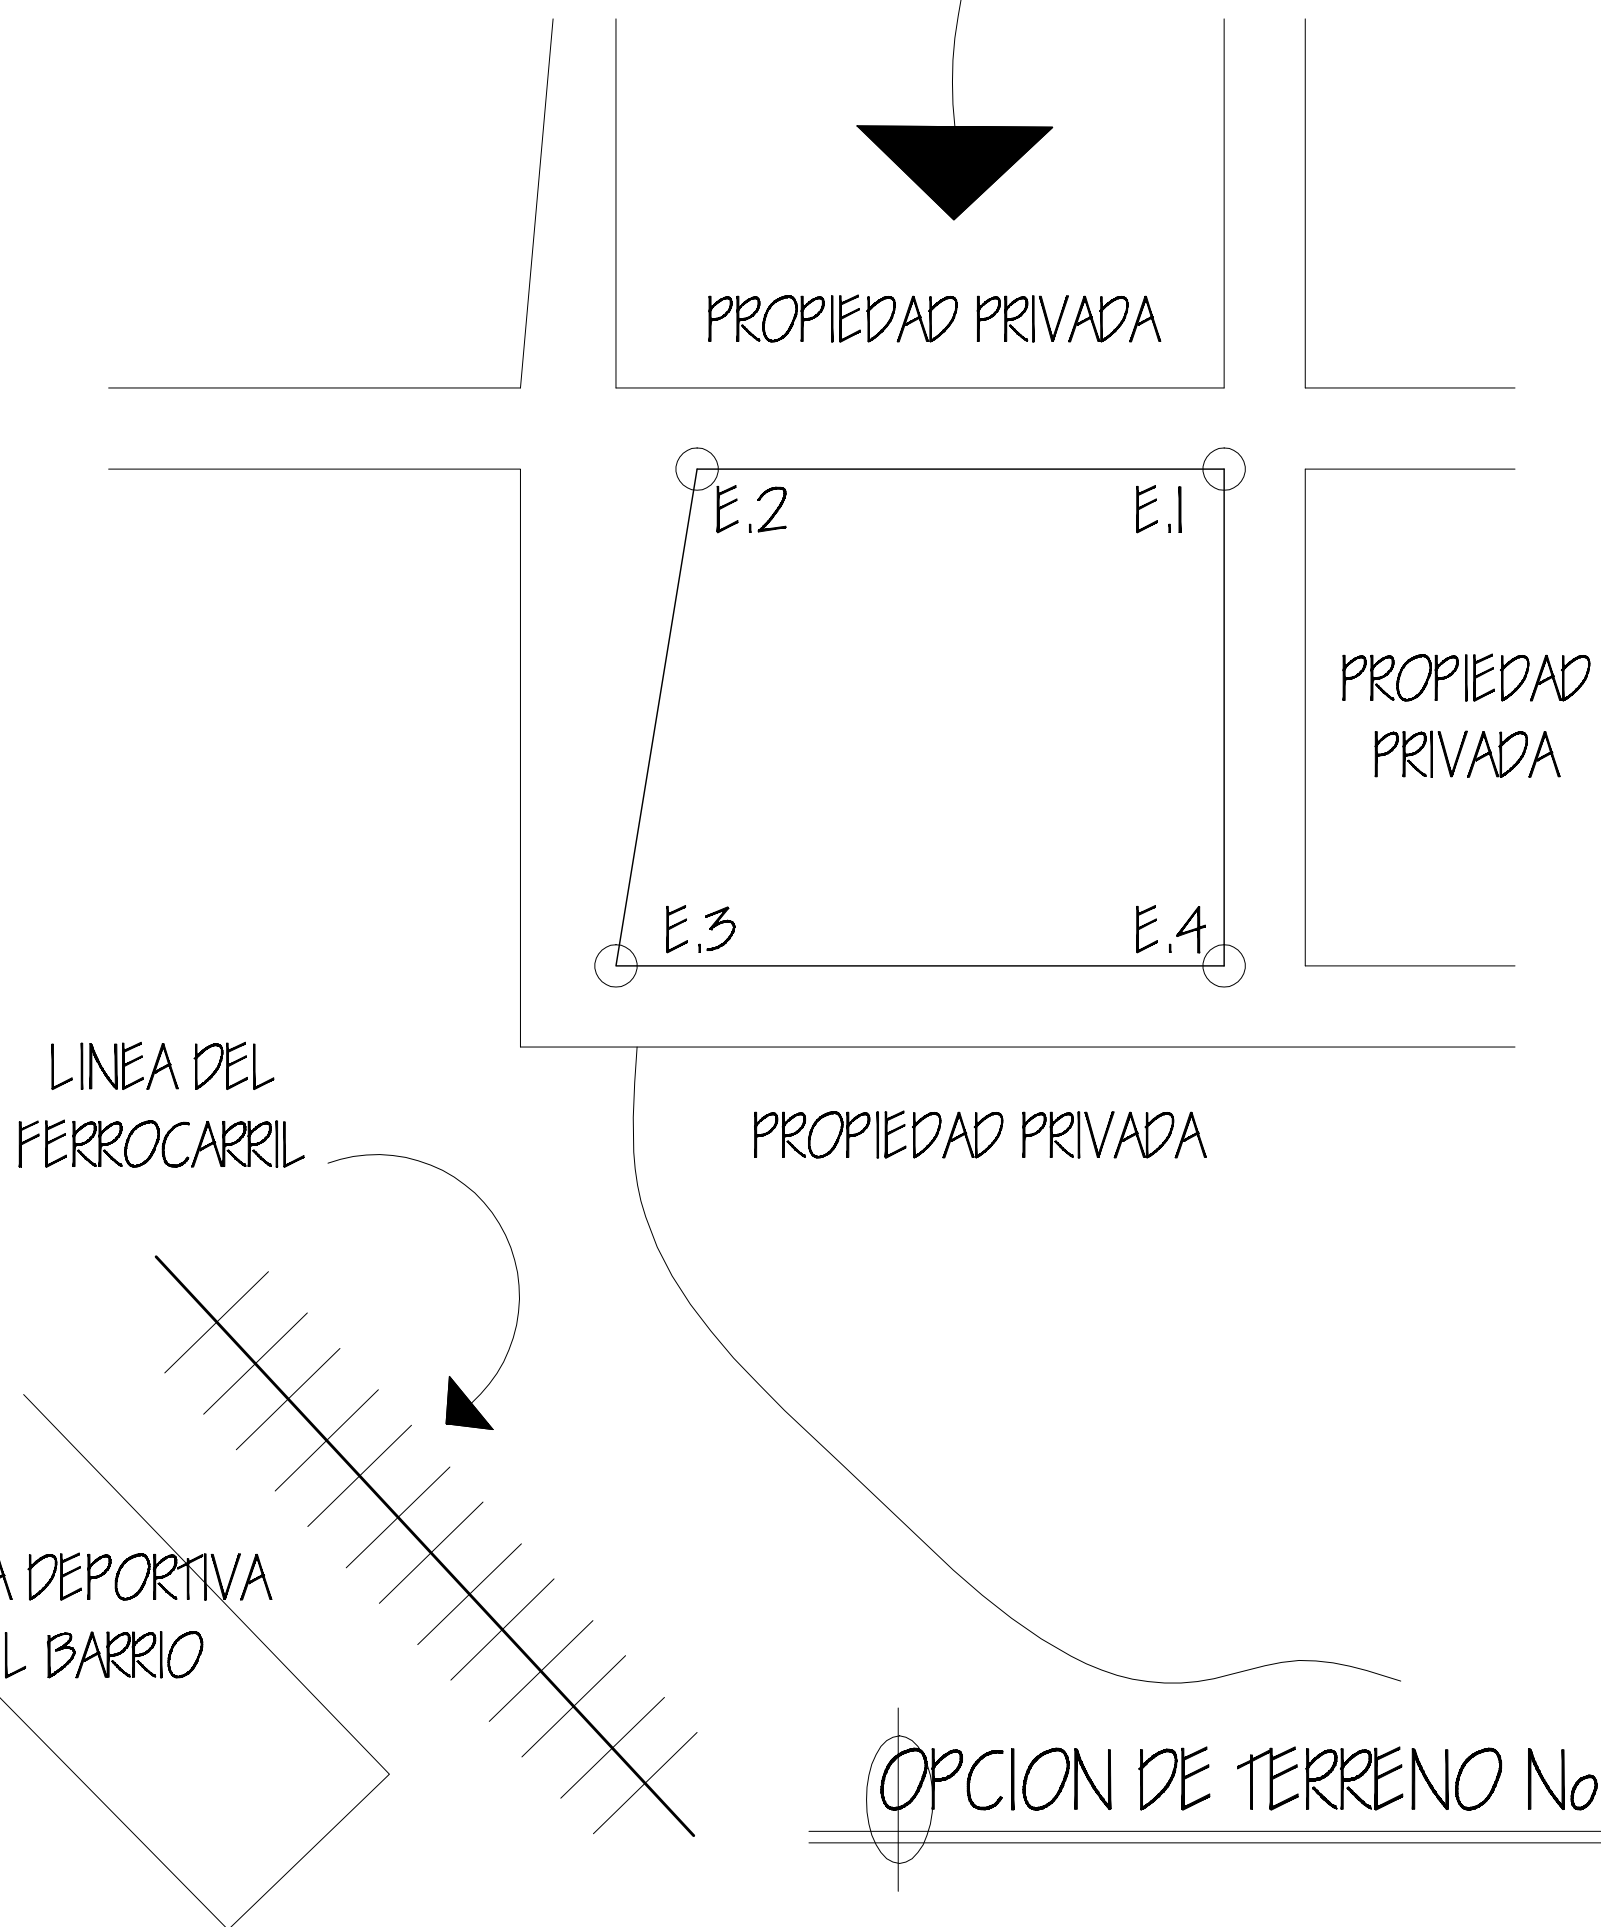 PROPIEDAD PRIVADA
E.2
E.1
PROPIEDAD
PRIVADA
E.3
E.4
LINEA DEL
FERROCARRIL
PROPIEDAD PRIVADA
A DEPORTIVA
L BARRIO
OPCION DE TERRENO No